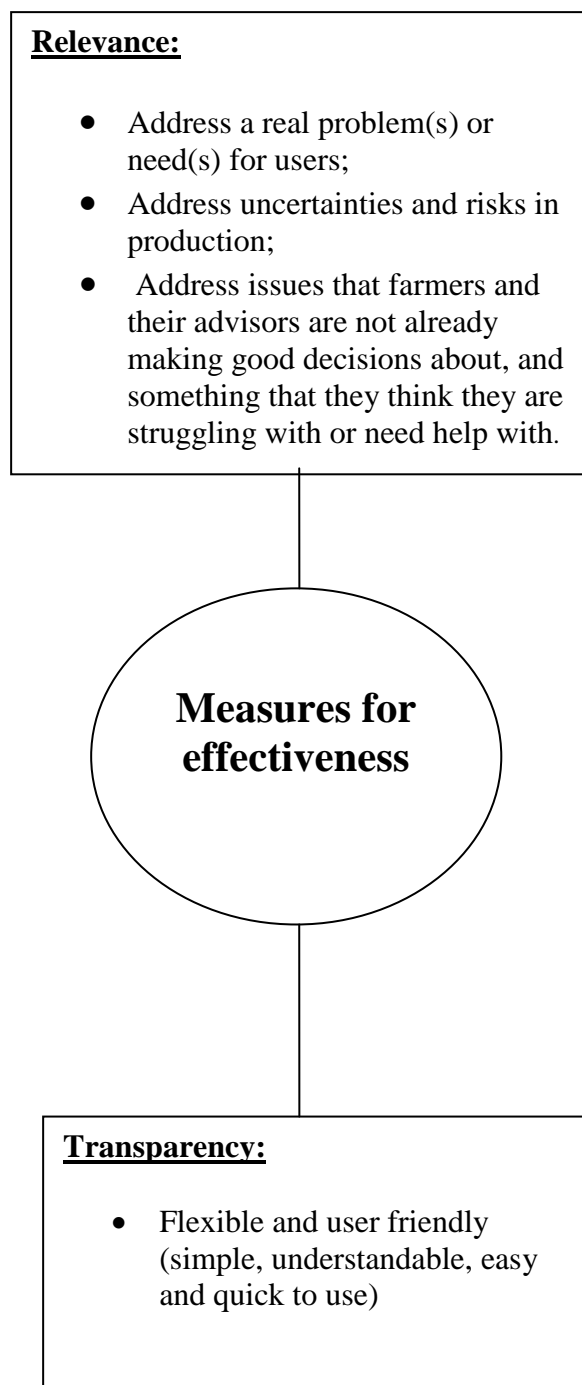 Relevance:
• Address a real problem(s) or
need(s) for users;
• Address uncertainties and risks in
production;
• Address issues that farmers and
their advisors are not already
making good decisions about, and
something that they think they are
struggling with or need help with.
Measures for
effectiveness
Transparency:
• Flexible and user friendly
(simple, understandable, easy
and quick to use)